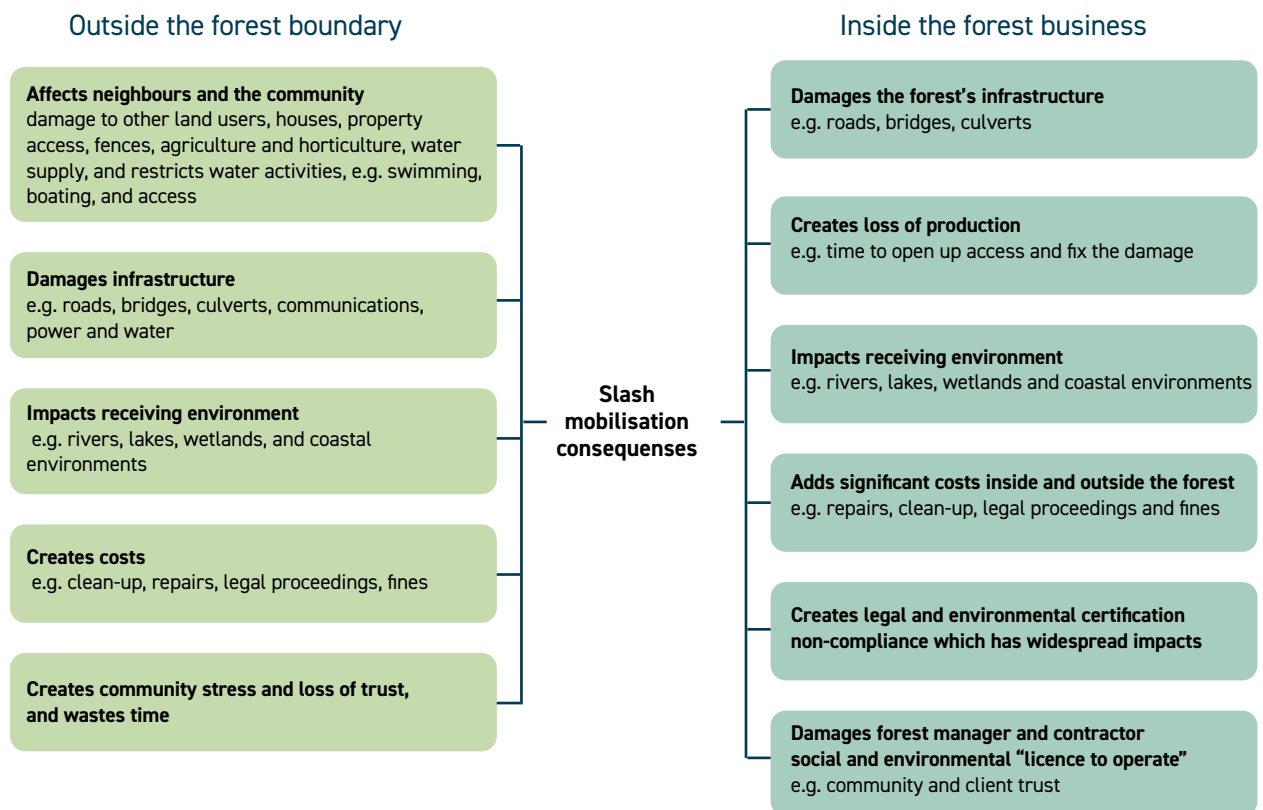 Outside the forest boundary
Affects neighbours and the community
damage to other land users, houses, property
access, fences, agriculture and horticulture, water
supply, and restricts water activities, e.g. swimming,
boating, and access
Damages infrastructure
e.g. roads, bridges, culverts, communications,
power and water
Impacts receiving environment
e.g. rivers, lakes, wetlands, and coastal
environments
Creates costs
e.g. clean-up, repairs, legal proceedings, fines
Creates community stress and loss of trust,
and wastes time
Slash
mobilisation
consequenses
Inside the forest business
Damages the forest's infrastructure
e.g. roads, bridges, culverts
Creates loss of production
e.g. time to open up access and fix the damage
Impacts receiving environment
e.g. rivers, lakes, wetlands and coastal environments
Adds significant costs inside and outside the forest
e.g. repairs, clean-up, legal proceedings and fines
Creates legal and environmental certification
non-compliance which has widespread impacts
Damages forest manager and contractor
social and environmental “licence to operate”
e.g. community and client trust